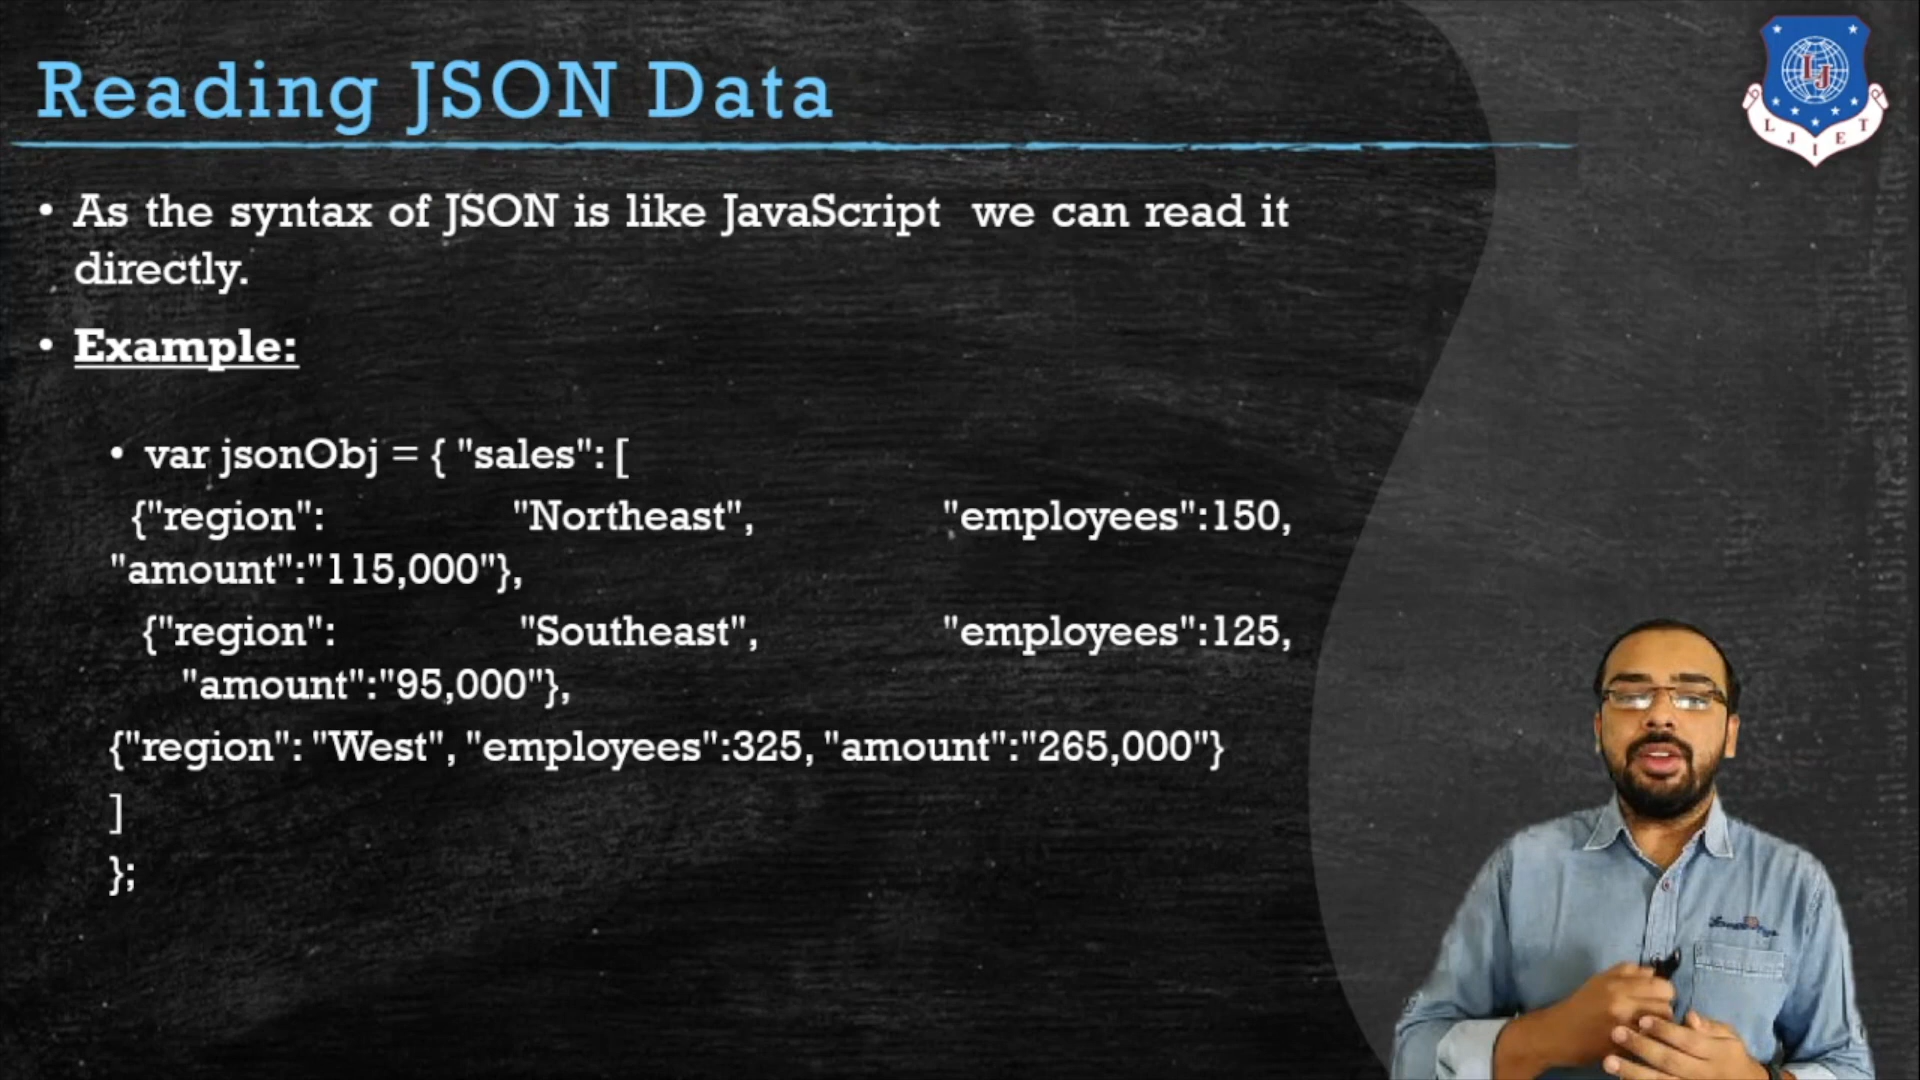 Reading JSON Data
• As the syntax of JSON is like JavaScript we can read it
directly.
• Example:
• var jsonObj = { "sales": [
{"region": "Northeast", "employees":150,
"amount":"115,000"},
{"region": "Southeast", "employees":125,
"amount":"95,000"},
{"region": "West", "employees":325, "amount":"265,000"}
]
};
LJ
L J I E T